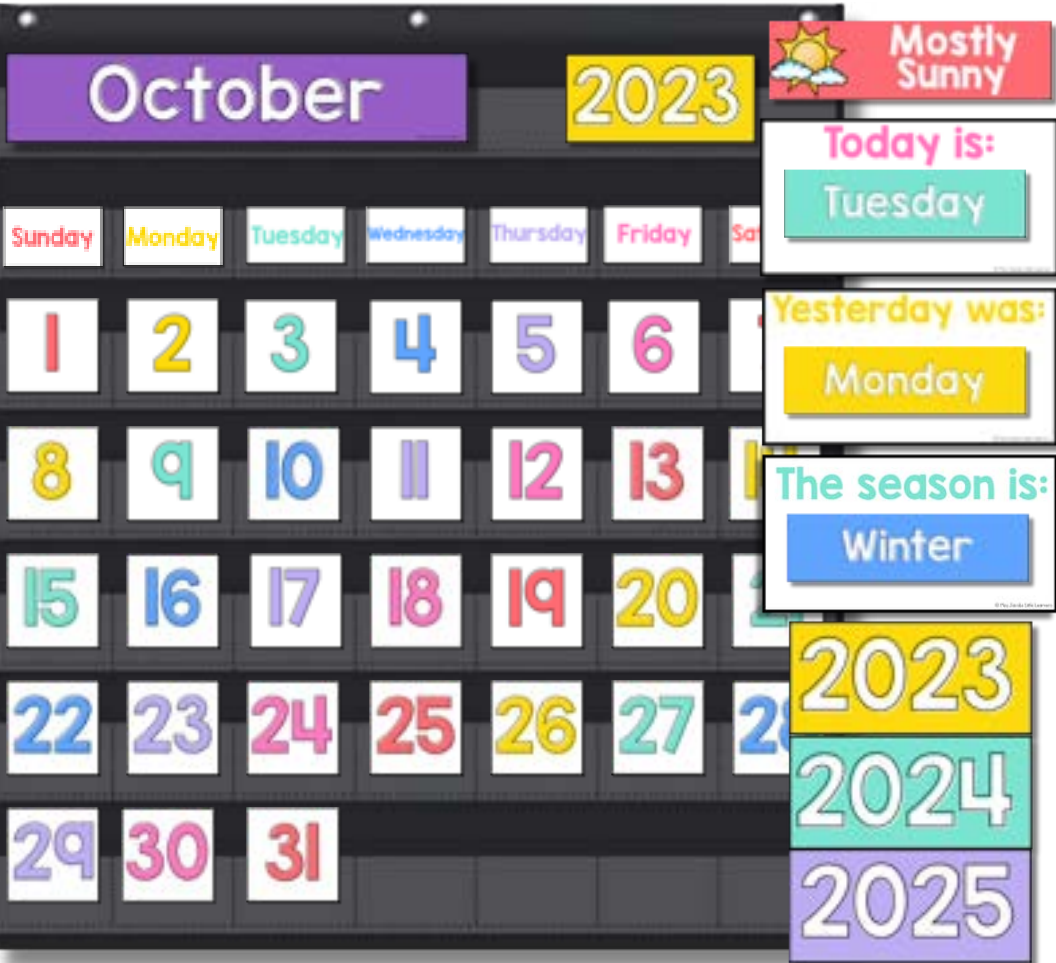 October
2023
Mostly
Sunny
Today is:
Tuesday
Sunday Monday Tuesday Wednesday Thursday Friday
1 2 3 4 5 6
Yesterday was:
Monday
8 9 10 11 12 13
The season is:
Winter
15 16 17 18 19 20
22 23 24 25 26 27
29 30 31
2023
2024
2025